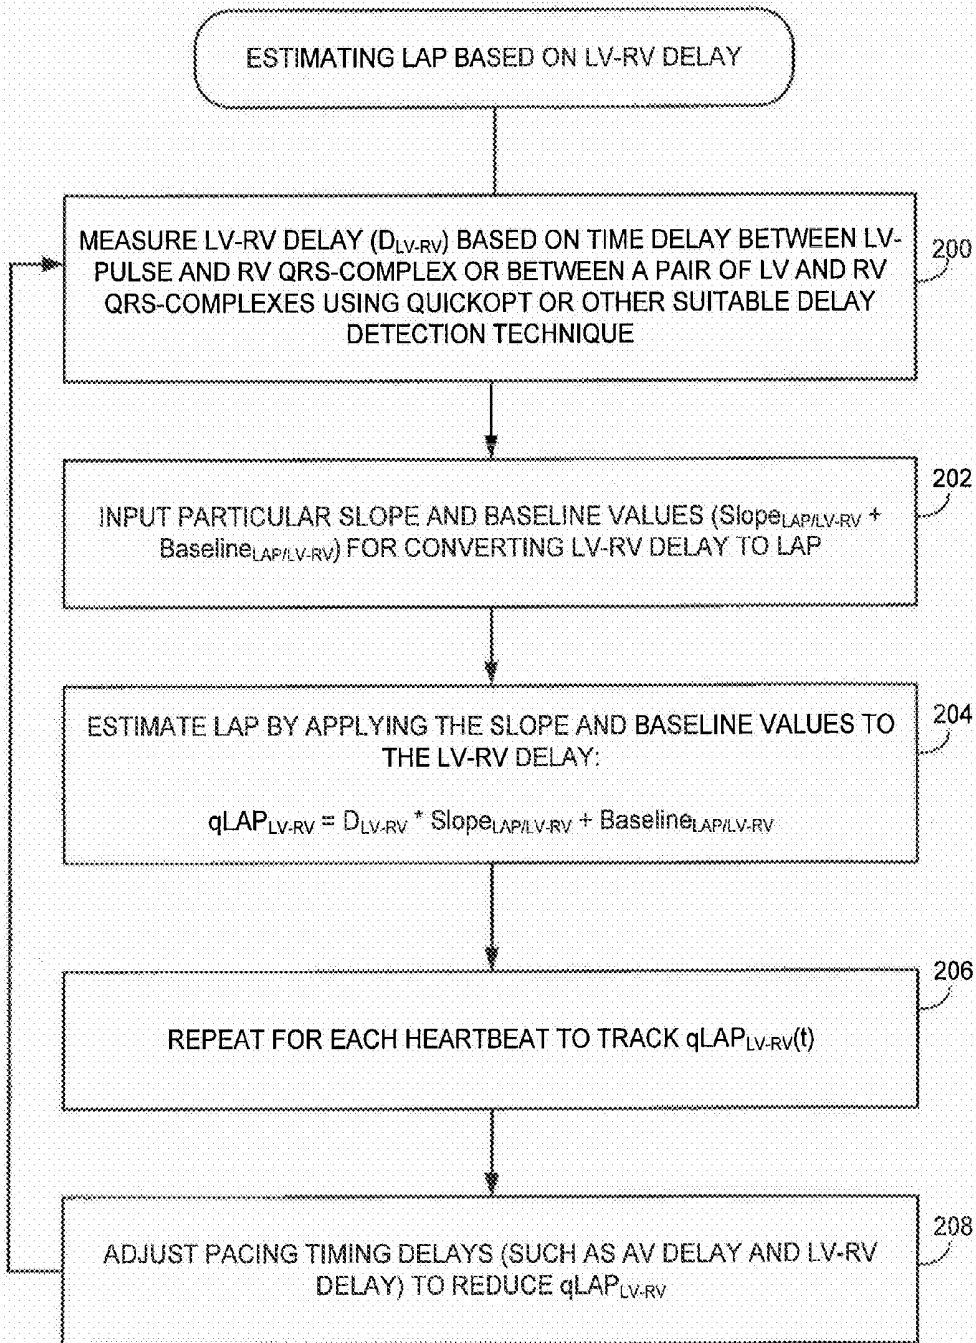 ESTIMATING LAP BASED ON LV-RV DELAY
MEASURE LV-RV DELAY (DLV-RV) BASED ON TIME DELAY BETWEEN LV-
PULSE AND RV QRS-COMPLEX OR BETWEEN A PAIR OF LV AND RV
QRS-COMPLEXES USING QUICKOPT OR OTHER SUITABLE DELAY
DETECTION TECHNIQUE
200
INPUT PARTICULAR SLOPE AND BASELINE VALUES (SlopeLAP/LV-RV +
BaselineLAP/LV-RV) FOR CONVERTING LV-RV DELAY TO LAP
202
ESTIMATE LAP BY APPLYING THE SLOPE AND BASELINE VALUES TO
THE LV-RV DELAY:
qLAPLV-RV = DLV-RV * SlopeLAP/LV-RV + BaselineLAP/LV-RV
204
REPEAT FOR EACH HEARTBEAT TO TRACK qLAPLV-RV(t)
206
ADJUST PACING TIMING DELAYS (SUCH AS AV DELAY AND LV-RV
DELAY) TO REDUCE qLAPLV-RV
208